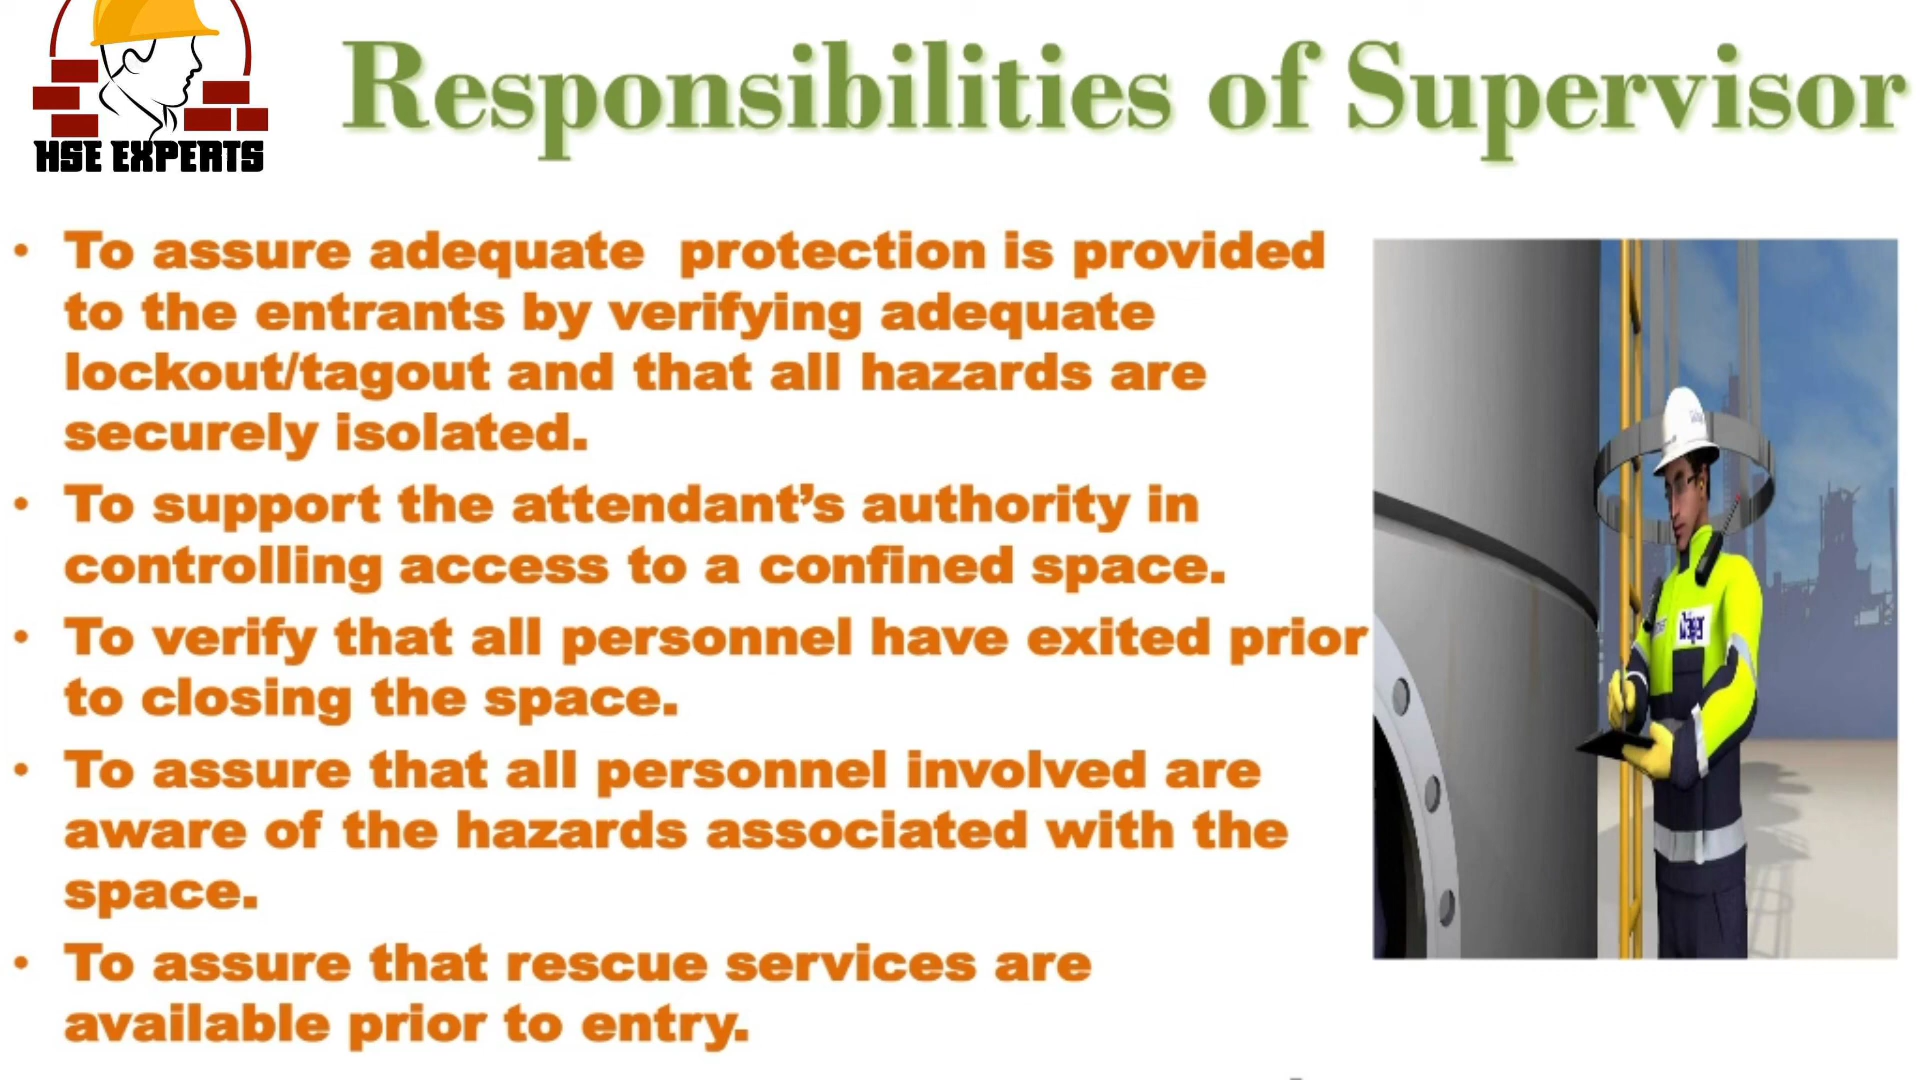 HSE EXPERTS
Responsibilities of Supervisor
• To assure adequate protection is provided
to the entrants by verifying adequate
lockout/tagout and that all hazards are
securely isolated.
• To support the attendant’s authority in
controlling access to a confined space.
• To verify that all personnel have exited prior
to closing the space.
• To assure that all personnel involved are
aware of the hazards associated with the
space.
• To assure that rescue services are
available prior to entry.